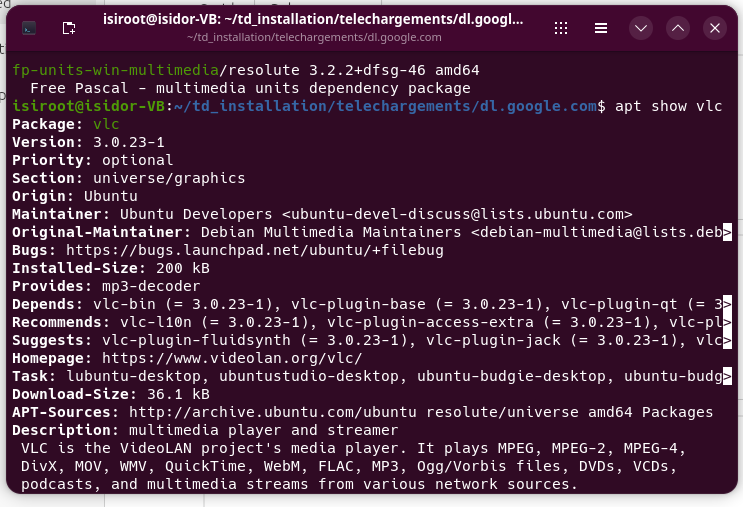 isiroot@isidor-VB: ~/td_installation/telechargements/dl.googl...
~/td_installation/telechargements/dl.google.com
fp-units-win-multimedia/resolute 3.2.2+dfsg-46 amd64
  Free Pascal - multimedia units dependency package
isiroot@isidor-VB:~/td_installation/telechargements/dl.google.com$ apt show vlc
Package: vlc
Version: 3.0.23-1
Priority: optional
Section: universe/graphics
Origin: Ubuntu
Maintainer: Ubuntu Developers <ubuntu-devel-discuss@lists.ubuntu.com>
Original-Maintainer: Debian Multimedia Maintainers <debian-multimedia@lists.deb>
Bugs: https://bugs.launchpad.net/ubuntu/+filebug
Installed-Size: 200 kB
Provides: mp3-decoder
Depends: vlc-bin (= 3.0.23-1), vlc-plugin-base (= 3.0.23-1), vlc-plugin-qt (= 3>
Recommends: vlc-l10n (= 3.0.23-1), vlc-plugin-access-extra (= 3.0.23-1), vlc-pl>
Suggests: vlc-plugin-fluidsynth (= 3.0.23-1), vlc-plugin-jack (= 3.0.23-1), vlc>
Homepage: https://www.videolan.org/vlc/
Task: lubuntu-desktop, ubuntustudio-desktop, ubuntu-budgie-desktop, ubuntu-budg>
Download-Size: 36.1 kB
APT-Sources: http://archive.ubuntu.com/ubuntu resolute/universe amd64 Packages
Description: multimedia player and streamer
 VLC is the VideoLAN project's media player. It plays MPEG, MPEG-2, MPEG-4,
 DivX, MOV, WMV, QuickTime, WebM, FLAC, MP3, Ogg/Vorbis files, DVDs, VCDs,
 podcasts, and multimedia streams from various network sources.